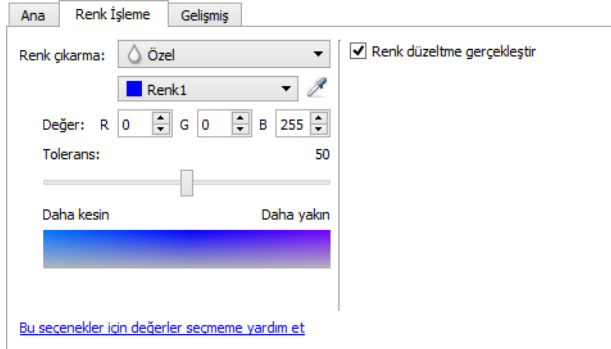 Ana Renk İşleme Gelişmiş
Renk çıkarma: Özel
Renk düzeltme gerçekleştir
Renk1
Değer: R 0 G 0 B 255
Tolerans: 50
Daha kesin Daha yakın
Bu seçenekler için değerler seçmeme yardım et